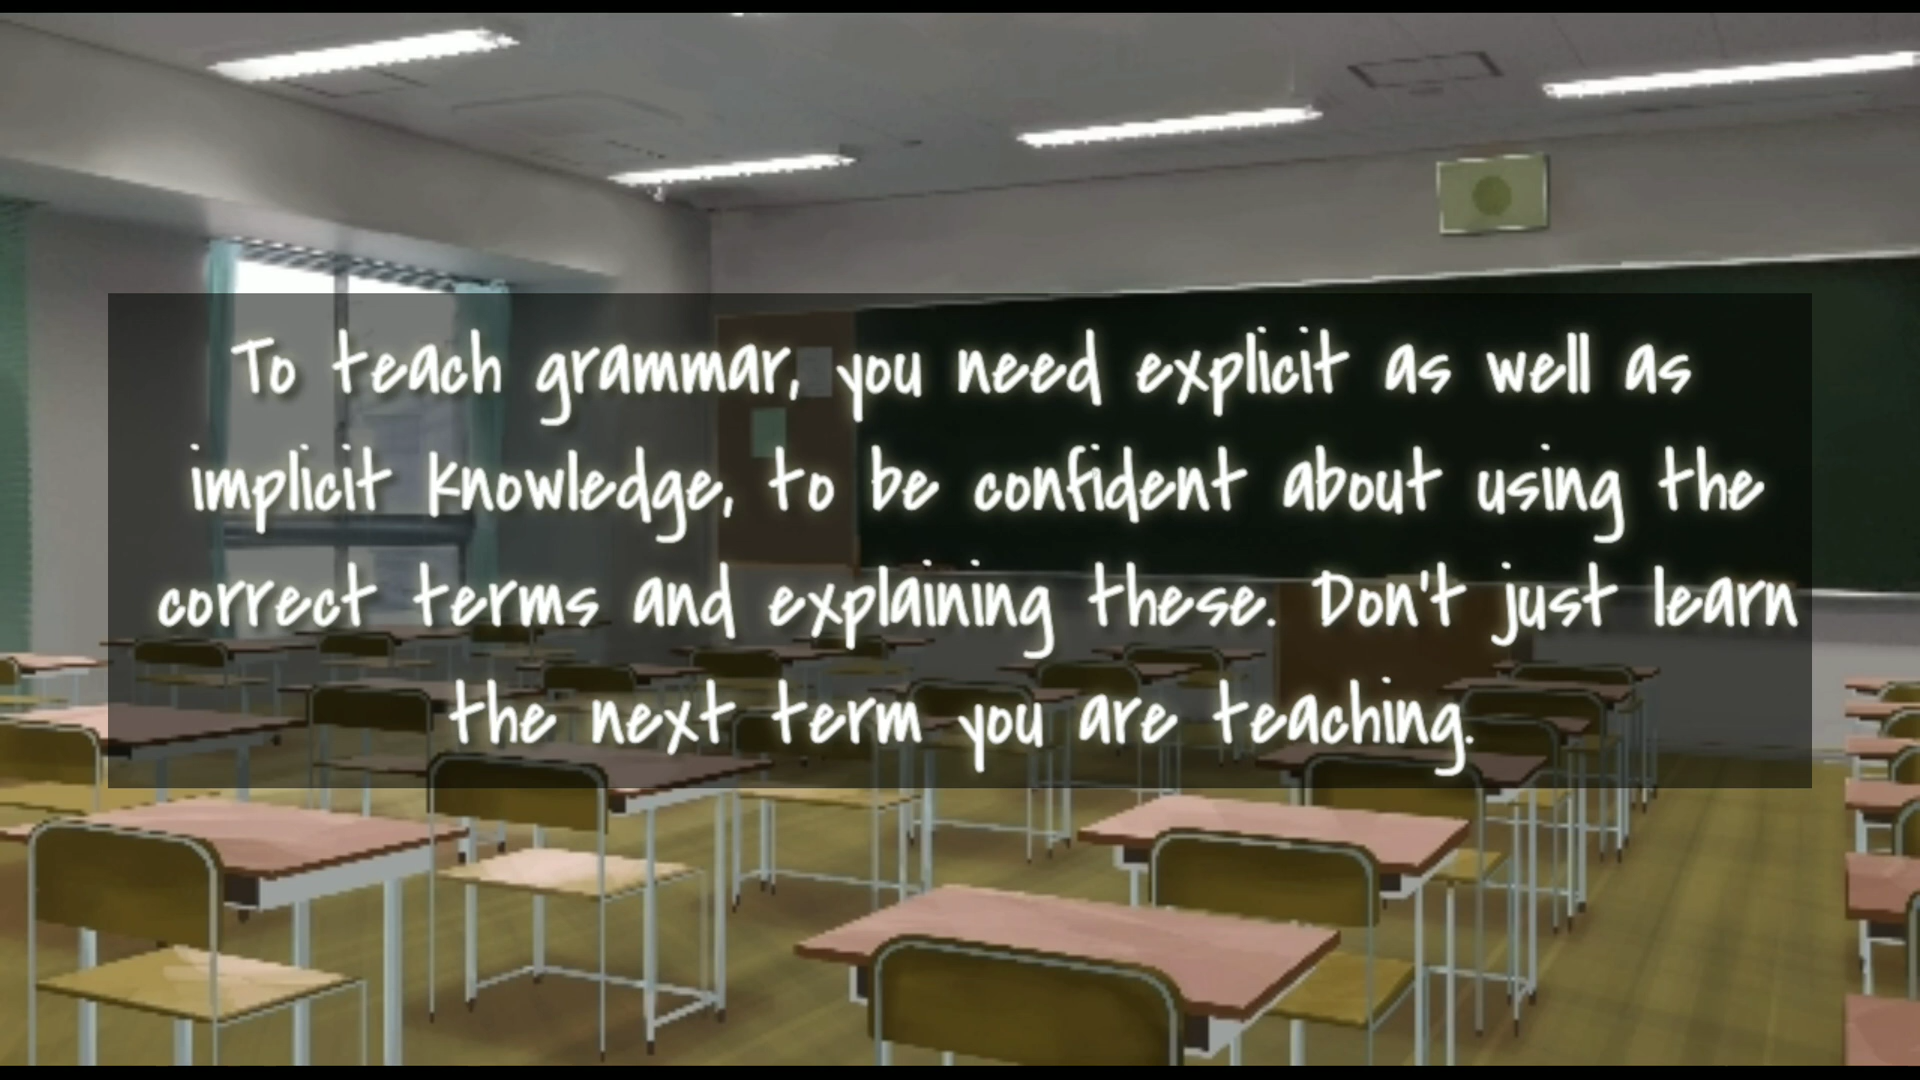 To teach grammar, you need explicit as well as
implicit knowledge, to be confident about using the
correct terms and explaining these. Don't just learn
the next term you are teaching.